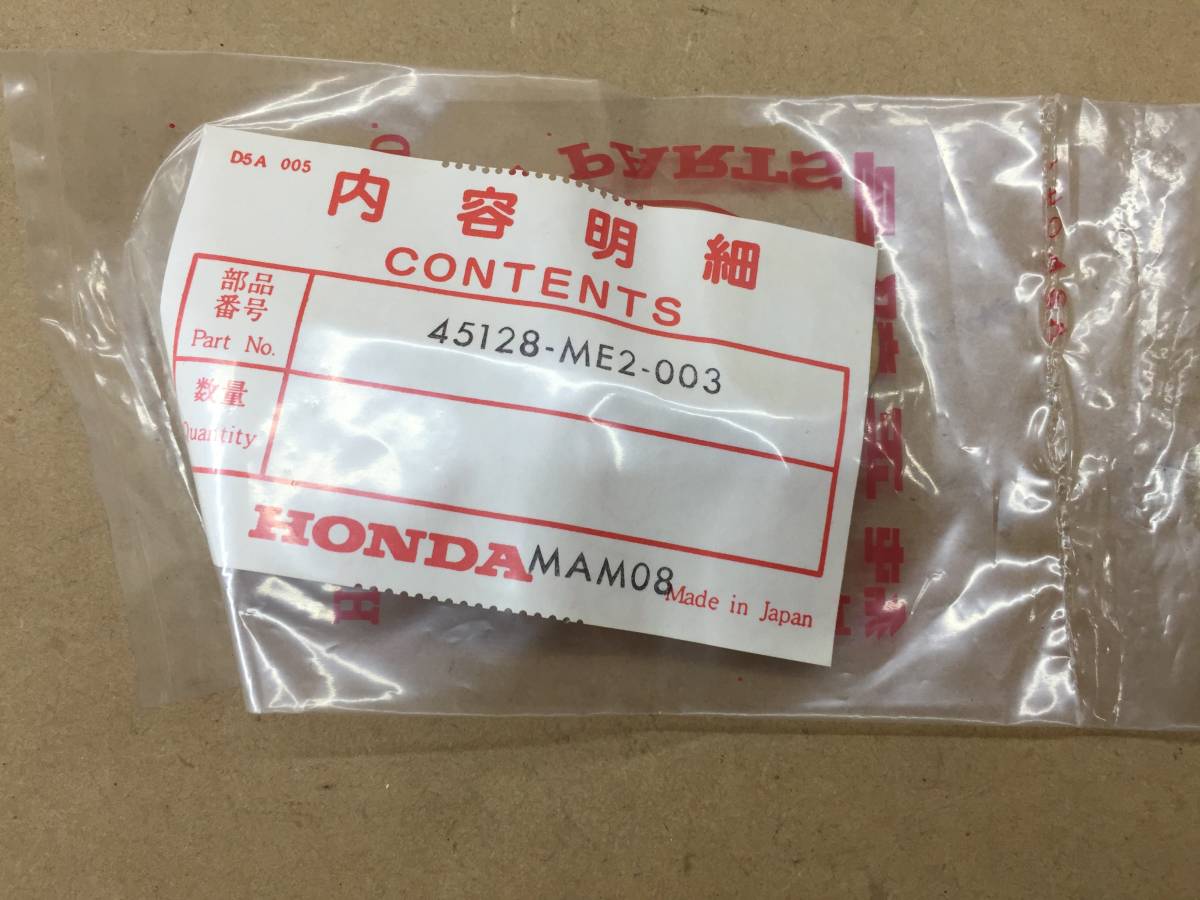 D5A 005
内容明細
CONTENTS
部品
番号
Part No.
45128-ME2-003
数量
Quantity
HONDA
MAM08
Made in Japan
PARTS